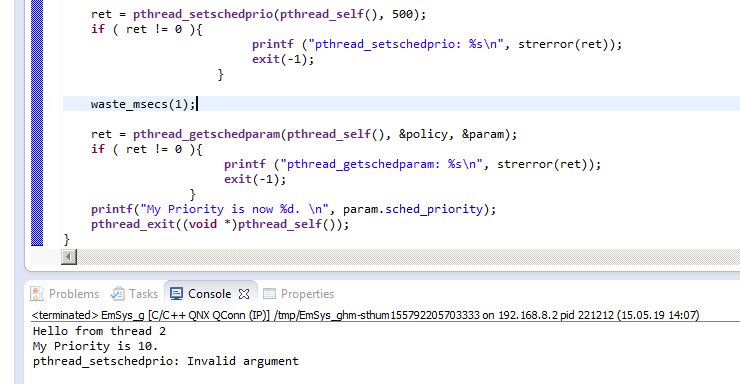 ret = pthread_setschedprio(pthread_self(), 500);
if ( ret != 0 ){
printf ("pthread_setschedprio: %s\n", strerror(ret));
exit(-1);
}
waste_msecs(1);
ret = pthread_getschedparam(pthread_self(), &policy, &param);
if ( ret != 0 ){
printf ("pthread_getschedparam: %s\n", strerror(ret));
exit(-1);
}
printf("My Priority is now %d. \n", param.sched_priority);
pthread_exit((void *)pthread_self());
}
Problems Tasks Console Properties
<terminated> EmSys_g [C/C++ QNX QConn (IP)] /tmp/EmSys_ghm-sthum155792205703333 on 192.168.8.2 pid 221212 (15.05.19 14:07)
Hello from thread 2
My Priority is 10.
pthread_setschedprio: Invalid argument